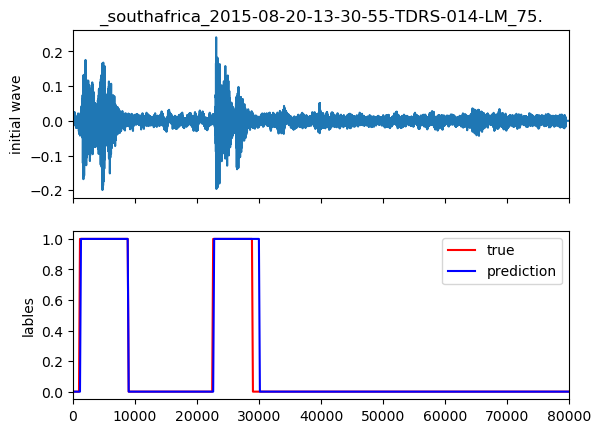 _southafrica_2015-08-20-13-30-55-TDRS-014-LM_75.
initial wave
0.2
0.1
0.0
−0.1
−0.2
lables
1.0
0.8
0.6
0.4
0.2
0.0
true
prediction
0 10000 20000 30000 40000 50000 60000 70000 80000